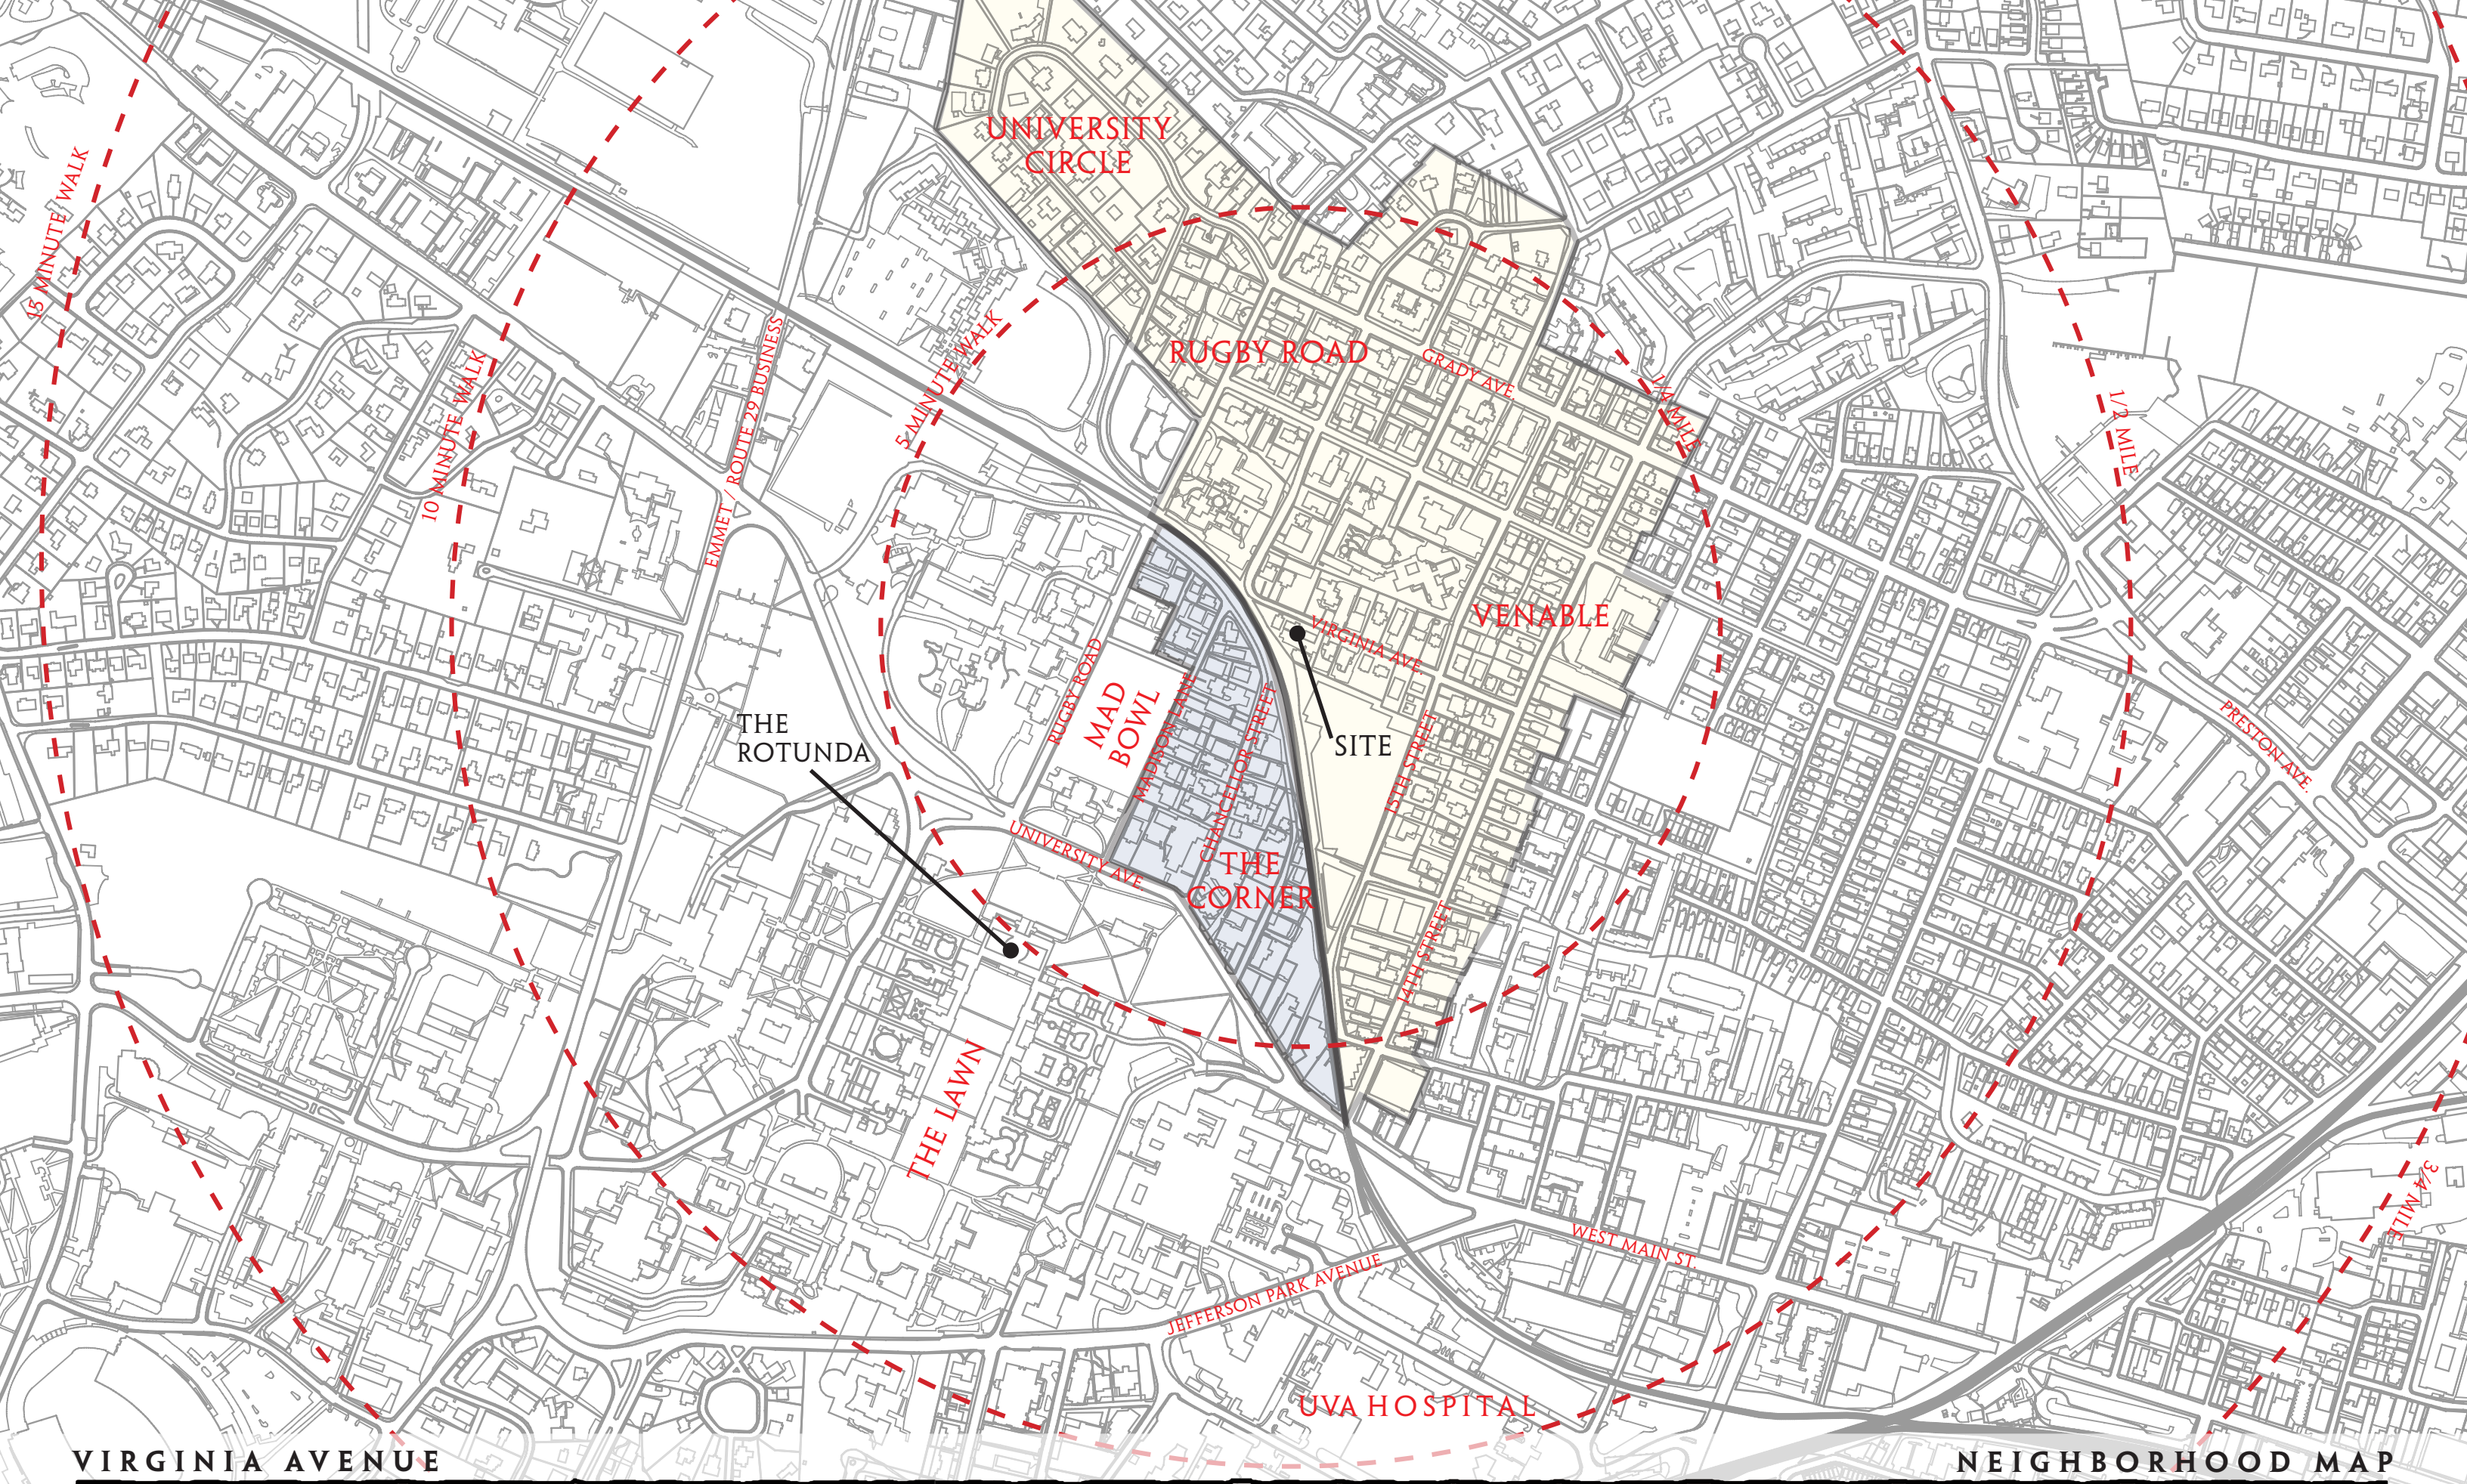 UNIVERSITY
CIRCLE
15 MINUTE WALK
10 MINUTE WALK
5 MINUTE WALK
EMMET / ROUTE 29 BUSINESS
RUGBY ROAD
GRADY AVE.
1/4 MILE
1/2 MILE
VENABLE
VIRGINIA AVE.
RUGBY ROAD
MAD
BOWL
MADISON LANE
CHANCELLOR STREET
SITE
15TH STREET
PRESTON AVE.
THE
ROTUNDA
UNIVERSITY AVE.
THE
CORNER
14TH STREET
THE LAWN
3/4 MILE
WEST MAIN ST.
JEFFERSON PARK AVENUE
UVA HOSPITAL
VIRGINIA AVENUE
NEIGHBORHOOD MAP